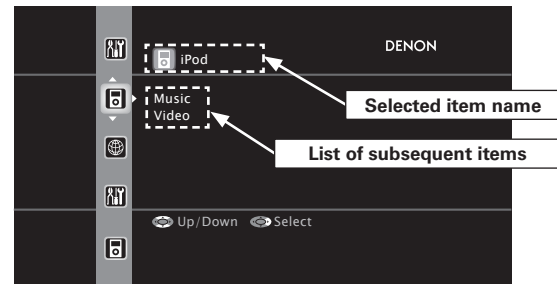 DENON
iPod
Selected item name
Music
Video
List of subsequent items
Up/Down Select